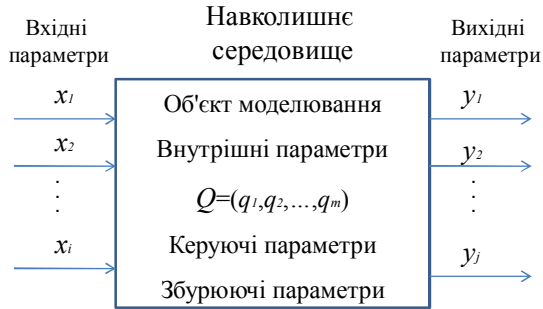 Вхідні
параметри
Навколишнє
середовище
Вихідні
параметри
x1
x2
xi
Об'єкт моделювання
Внутрішні параметри
Q=(q1,q2,...,qm)
Керуючі параметри
Збурюючі параметри
y1
y2
yj